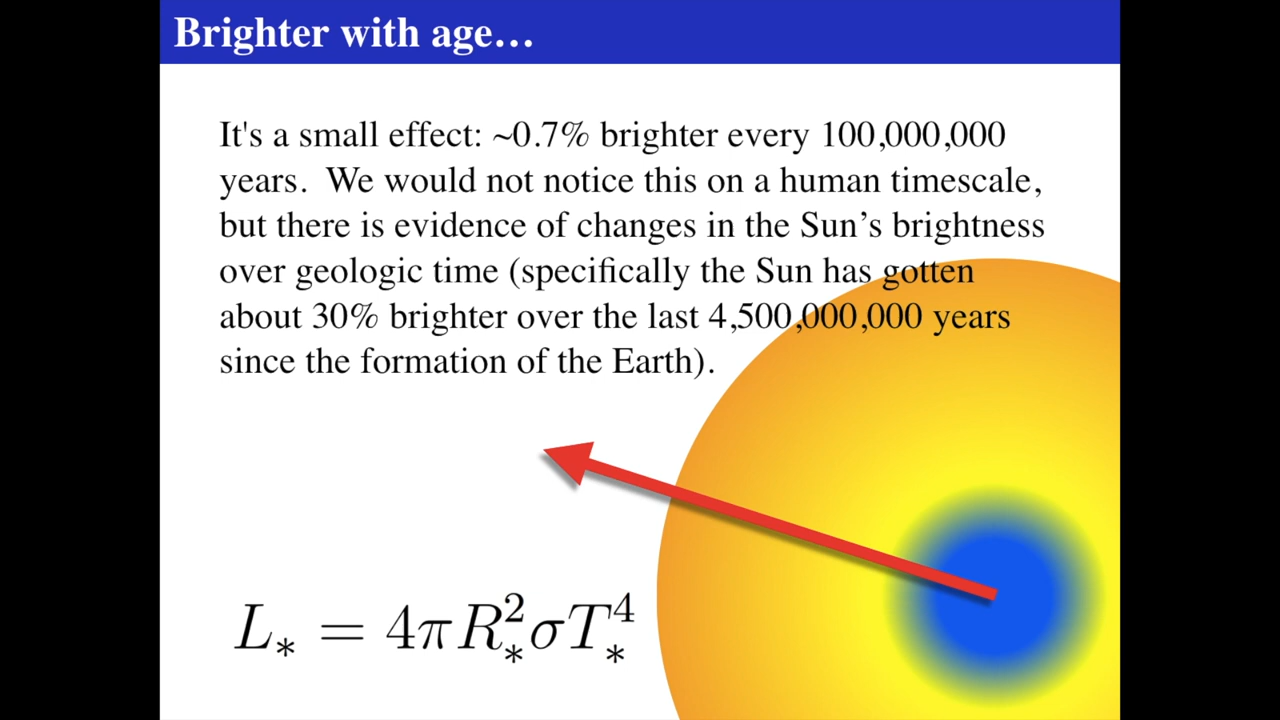 Brighter with age…
It's a small effect: ~0.7% brighter every 100,000,000
years.  We would not notice this on a human timescale,
but there is evidence of changes in the Sun’s brightness
over geologic time (specifically the Sun has gotten
about 30% brighter over the last 4,500,000,000 years
since the formation of the Earth).
L_* = 4πR_*^2σT_*^4